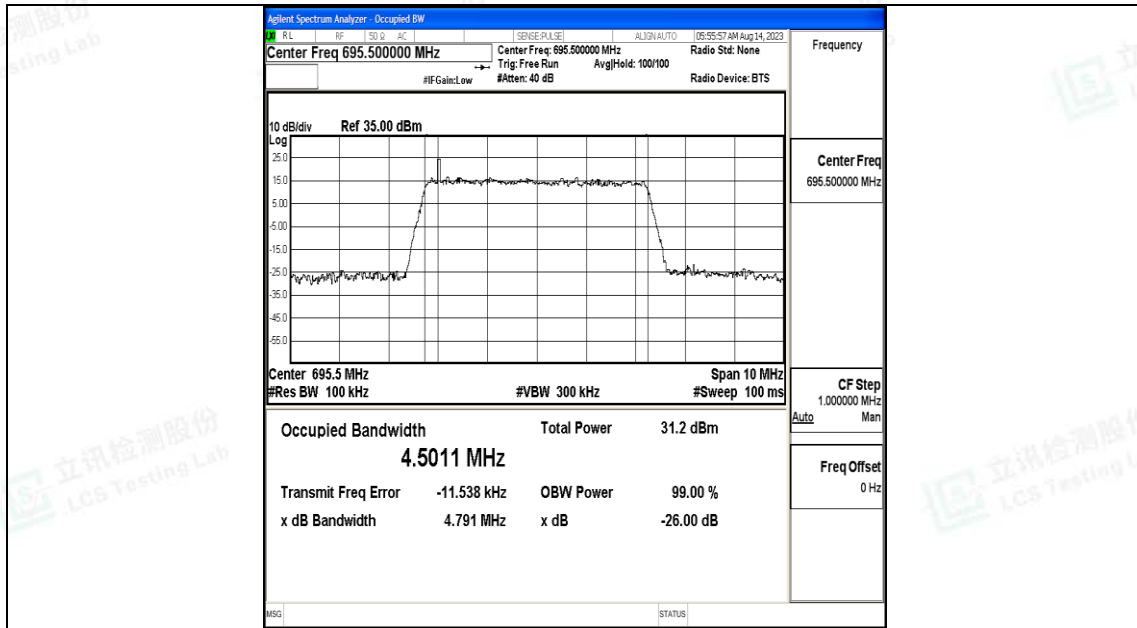 Agilent Spectrum Analyzer - Occupied BW
LXI RL RF 50 Ω AC SENSE:PULSE ALIGN AUTO 05:55:57 AM Aug 14, 2023
Center Freq 695.500000 MHz
Center Freq: 695.500000 MHz
Radio Std: None
Trig: Free Run Avg|Hold: 100/100
#IFGain:Low #Atten: 40 dB Radio Device: BTS
10 dB/div Ref 35.00 dBm
Log
25.0
15.0
5.00
-5.00
-15.0
-25.0
-35.0
-45.0
-55.0
Center 695.5 MHz Span 10 MHz
#Res BW 100 kHz #VBW 300 kHz #Sweep 100 ms
Occupied Bandwidth Total Power 31.2 dBm
4.5011 MHz
Transmit Freq Error -11.538 kHz OBW Power 99.00 %
x dB Bandwidth 4.791 MHz x dB -26.00 dB
MSG STATUS
Frequency
Center Freq
695.500000 MHz
CF Step
1.000000 MHz
Auto Man
Freq Offset
0 Hz
立讯检测股份
LCS Testing Lab
立讯检测股份
LCS Testing L